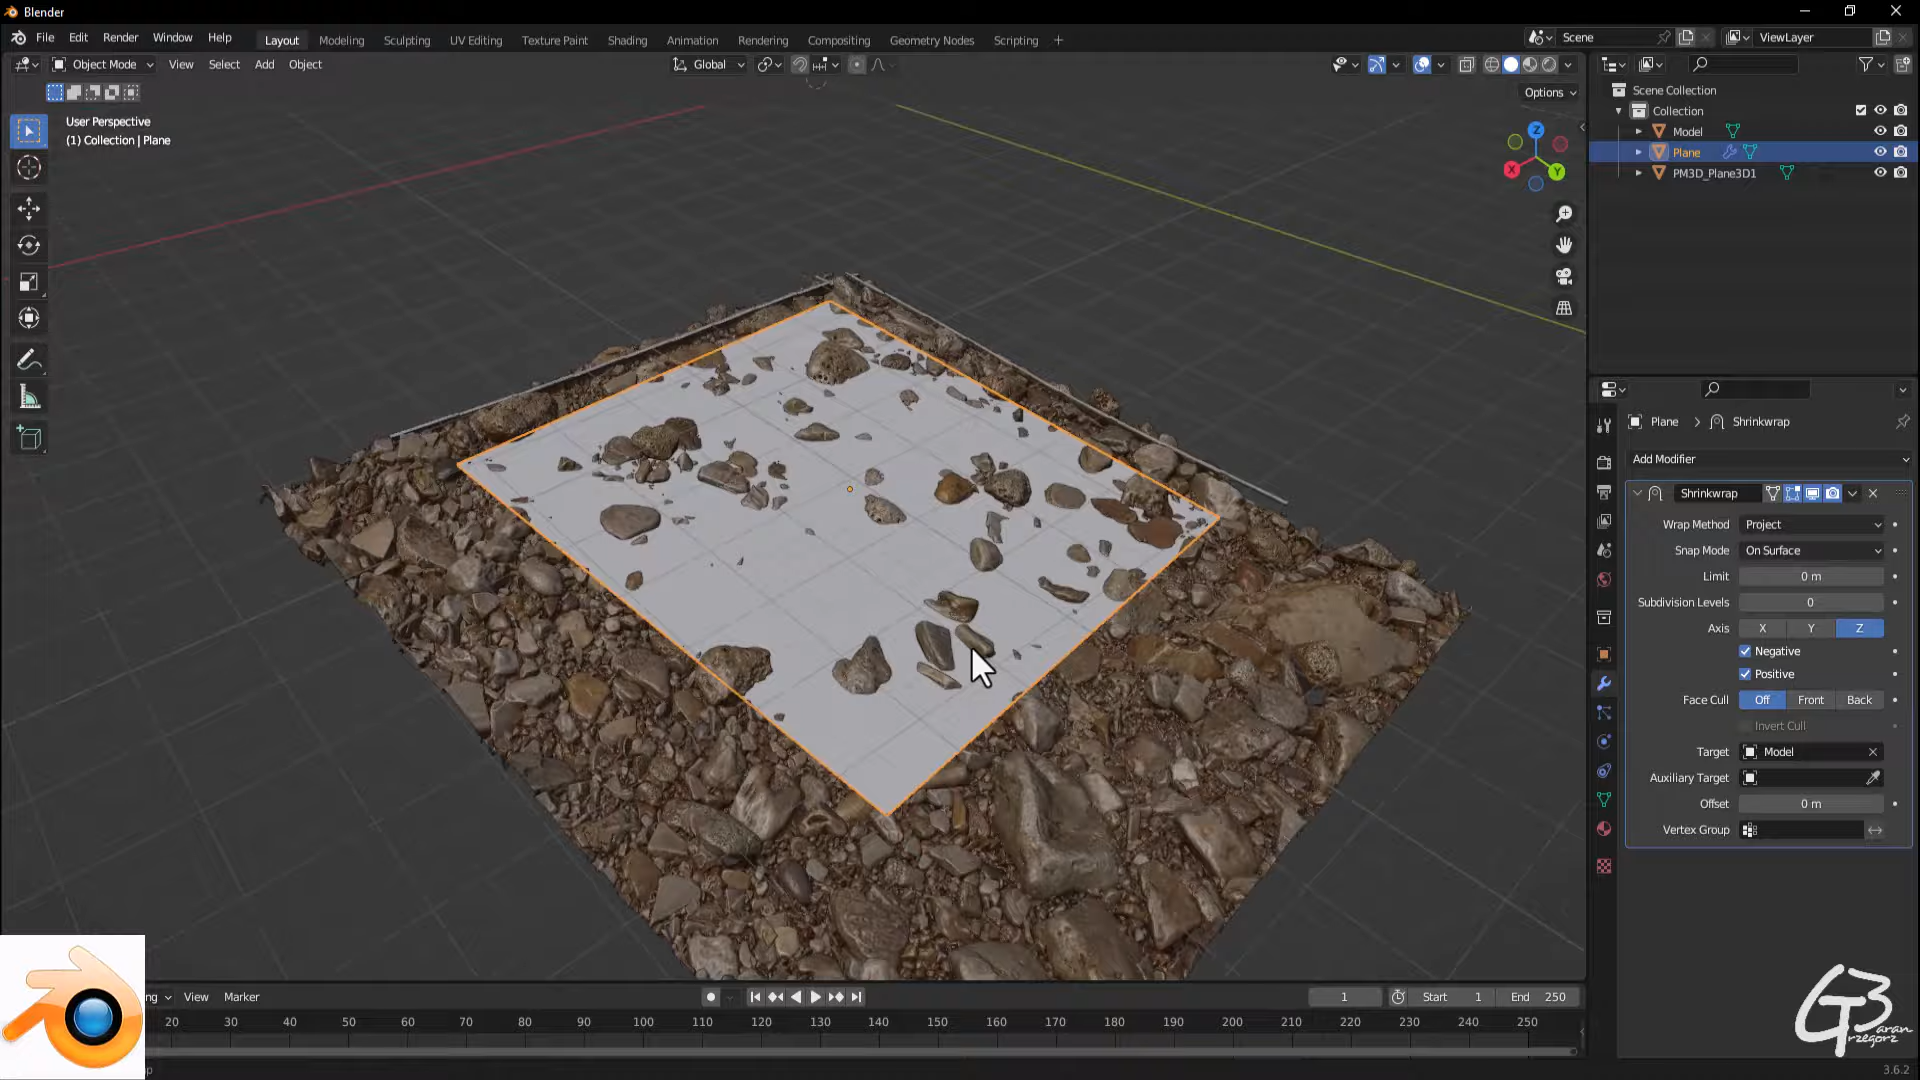 Blender
File Edit Render Window Help
Layout Modeling Sculpting UV Editing Texture Paint Shading Animation Rendering Compositing Geometry Nodes Scripting +
Scene
ViewLayer
Object Mode View Select Add Object
Global
Options
User Perspective
(1) Collection | Plane
Z
X
Y
Scene Collection
Collection
Model
Plane
PM3D_Plane3D1
Plane > Shrinkwrap
Add Modifier
Shrinkwrap
Wrap Method Project
Snap Mode On Surface
Limit 0 m
Subdivision Levels 0
Axis X Y Z
Negative
Positive
Face Cull Off Front Back
Invert Cull
Target Model
Auxiliary Target
Offset 0 m
Vertex Group
ng View Marker
1
Start 1 End 250
20 30 40 50 60 70 80 90 100 110 120 130 140 150 160 170 180 190 200 210 220 230 240 250
3.6.2
G3
aran
rzegorz